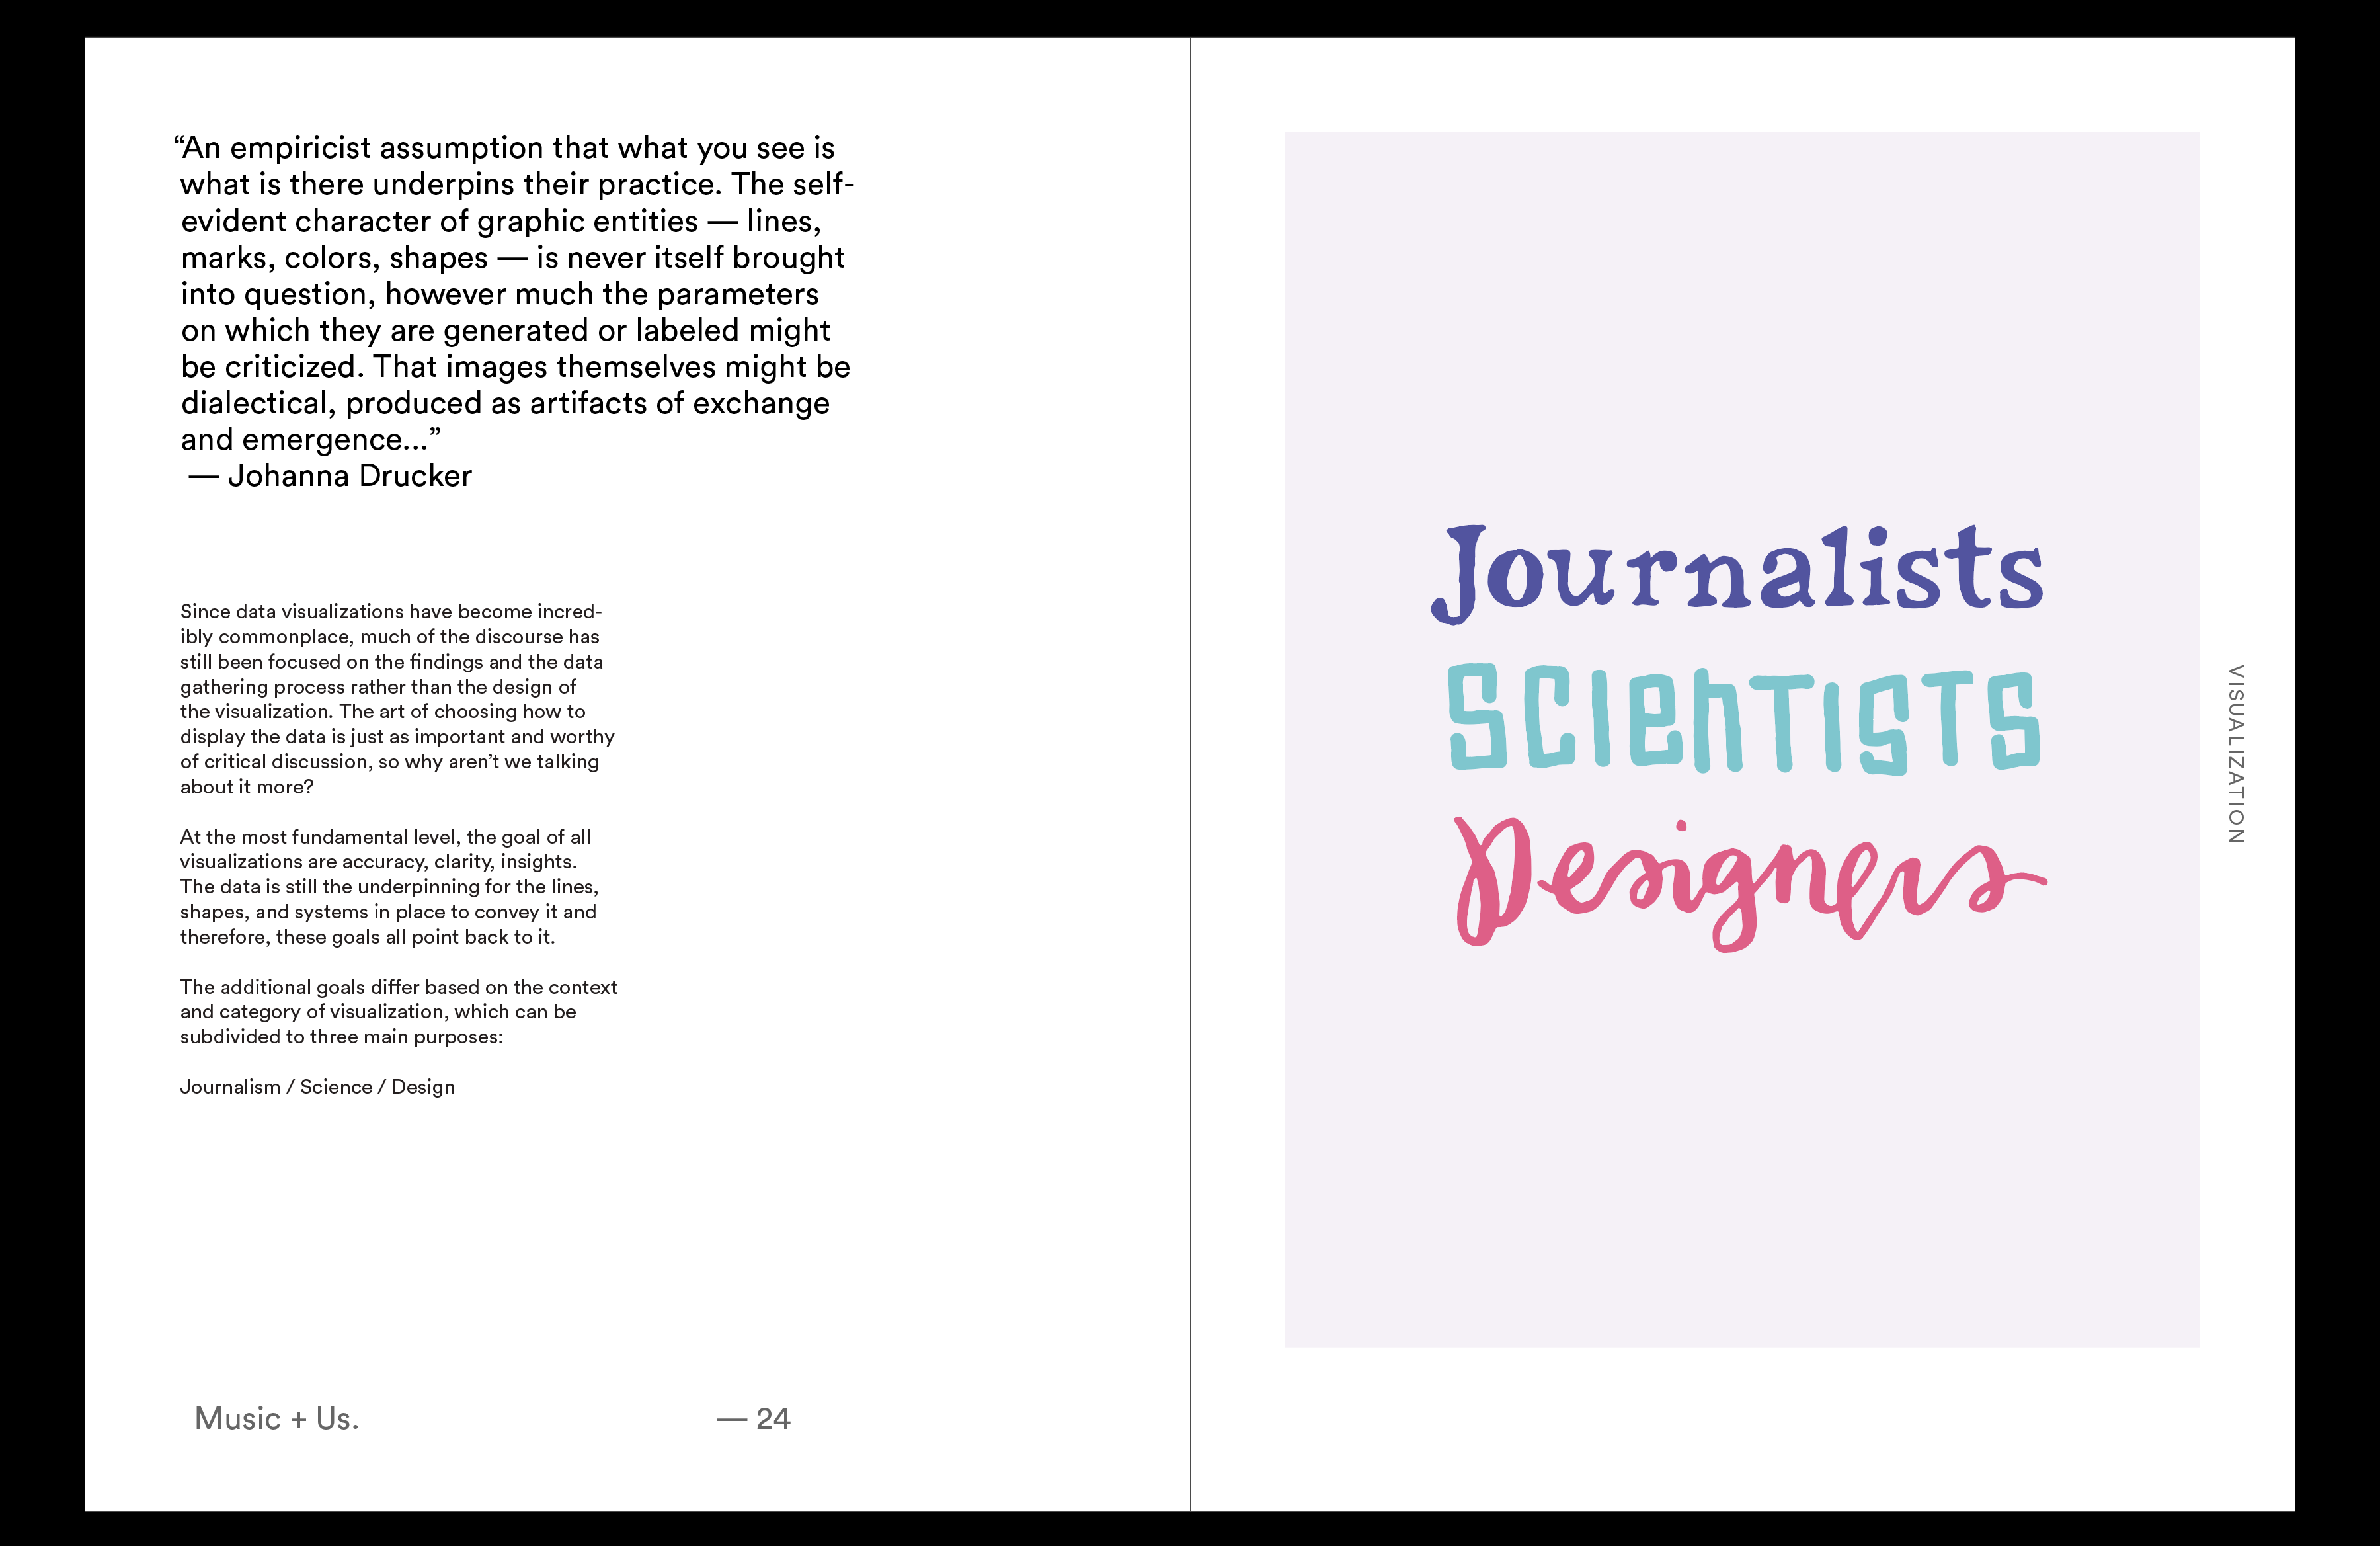 “An empiricist assumption that what you see is
what is there underpins their practice. The self-
evident character of graphic entities — lines,
marks, colors, shapes — is never itself brought
into question, however much the parameters
on which they are generated or labeled might
be criticized. That images themselves might be
dialectical, produced as artifacts of exchange
and emergence...”
— Johanna Drucker
Since data visualizations have become incred-
ibly commonplace, much of the discourse has
still been focused on the findings and the data
gathering process rather than the design of
the visualization. The art of choosing how to
display the data is just as important and worthy
of critical discussion, so why aren’t we talking
about it more?
At the most fundamental level, the goal of all
visualizations are accuracy, clarity, insights.
The data is still the underpinning for the lines,
shapes, and systems in place to convey it and
therefore, these goals all point back to it.
The additional goals differ based on the context
and category of visualization, which can be
subdivided to three main purposes:
Journalism / Science / Design
Music + Us.
— 24
Journalists
Scientists
Designers
VISUALIZATION